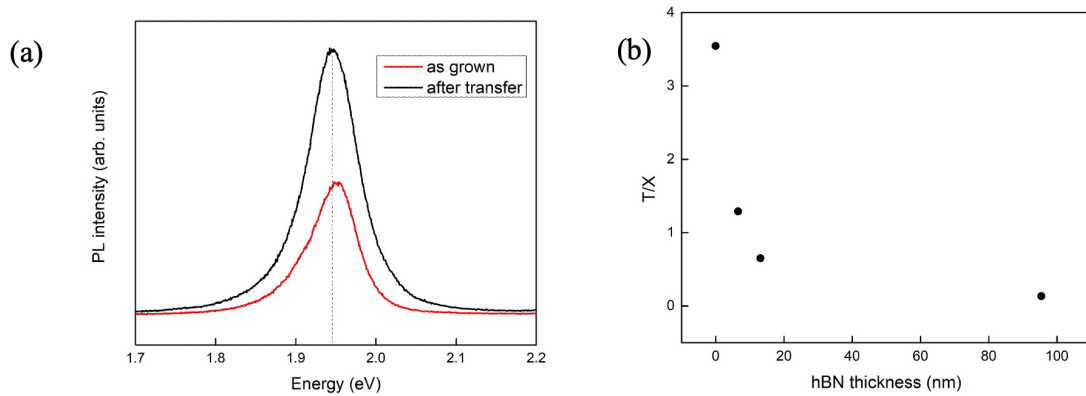 (a)
PL intensity (arb. units)
as grown
after transfer
1.7 1.8 1.9 2.0 2.1 2.2
Energy (eV)
(b)
T/X
4
3
2
1
0
0 20 40 60 80 100
hBN thickness (nm)